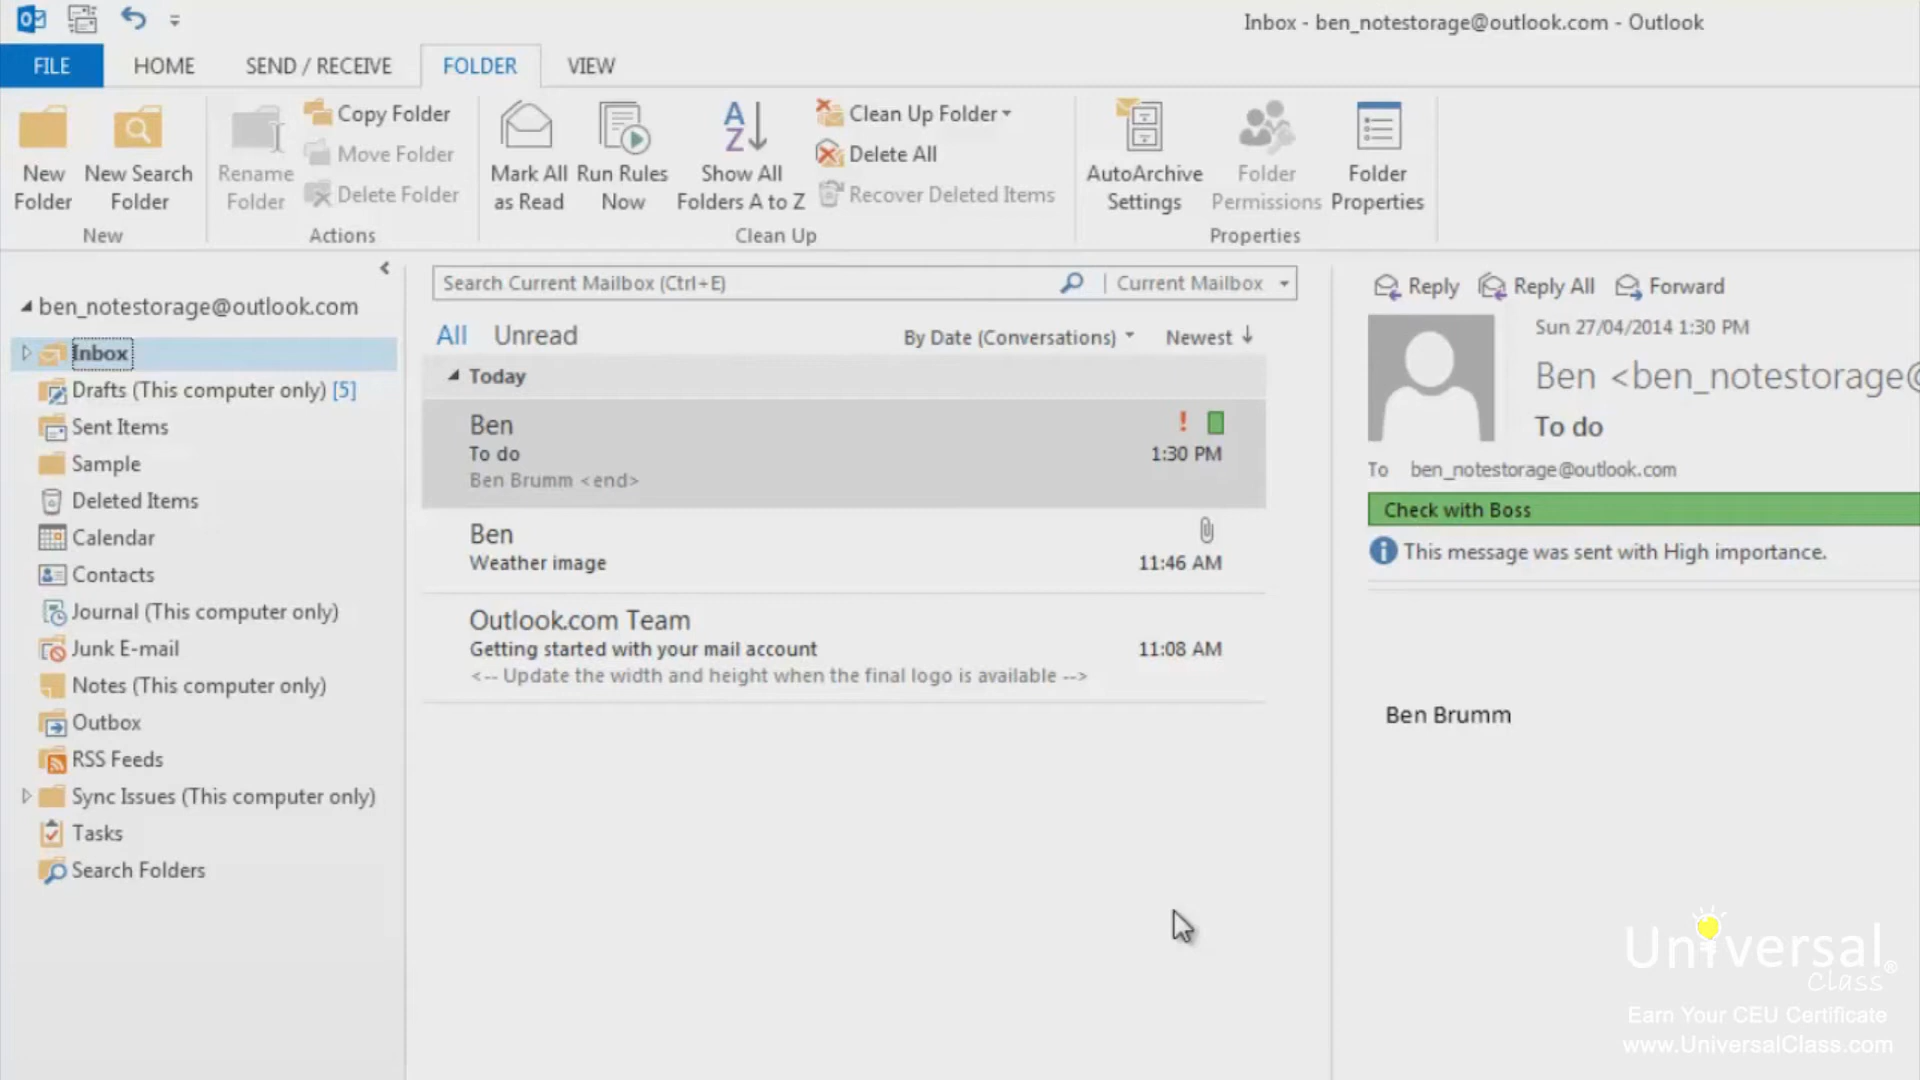 Inbox - ben_notestorage@outlook.com - Outlook
FILE HOME SEND / RECEIVE FOLDER VIEW
New Folder
New Search Folder
New
Rename Folder
Copy Folder
Move Folder
Delete Folder
Actions
Mark All as Read
Run Rules Now
Show All Folders A to Z
Clean Up Folder
Delete All
Recover Deleted Items
Clean Up
AutoArchive Settings
Folder Permissions
Folder Properties
Properties
ben_notestorage@outlook.com
Inbox
Drafts (This computer only) [5]
Sent Items
Sample
Deleted Items
Calendar
Contacts
Journal (This computer only)
Junk E-mail
Notes (This computer only)
Outbox
RSS Feeds
Sync Issues (This computer only)
Tasks
Search Folders
Search Current Mailbox (Ctrl+E) Current Mailbox
All Unread By Date (Conversations) Newest
Today
Ben !
To do 1:30 PM
Ben Brumm <end>
Ben
Weather image 11:46 AM
Outlook.com Team
Getting started with your mail account 11:08 AM
<-- Update the width and height when the final logo is available -->
Reply Reply All Forward
Sun 27/04/2014 1:30 PM
Ben <ben_notestorage@
To do
To ben_notestorage@outlook.com
Check with Boss
This message was sent with High importance.
Ben Brumm
Universal
Class®
Earn Your CEU Certificate
www.UniversalClass.com